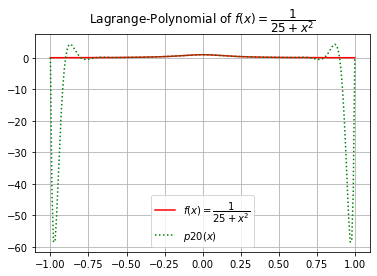 Lagrange-Polynomial of f(x) = 1/(25 + x²)
0
−10
−20
−30
−40
−50
−60
f(x) = 1/(25 + x²)
p20(x)
−1.00 −0.75 −0.50 −0.25 0.00 0.25 0.50 0.75 1.00